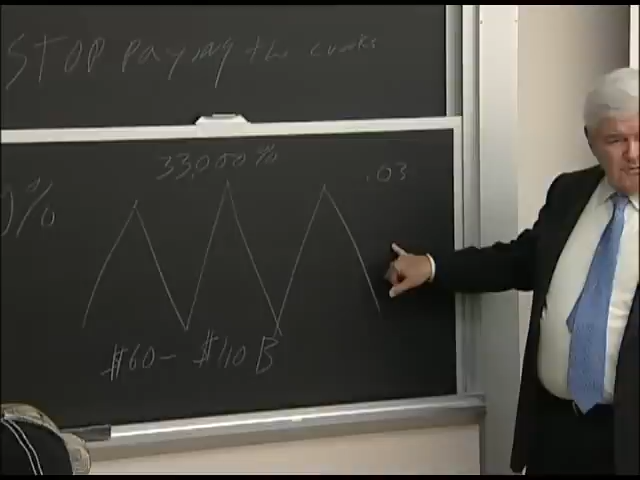 STOP paying the crooks
33,000%
.03
0%
$60- $110 B